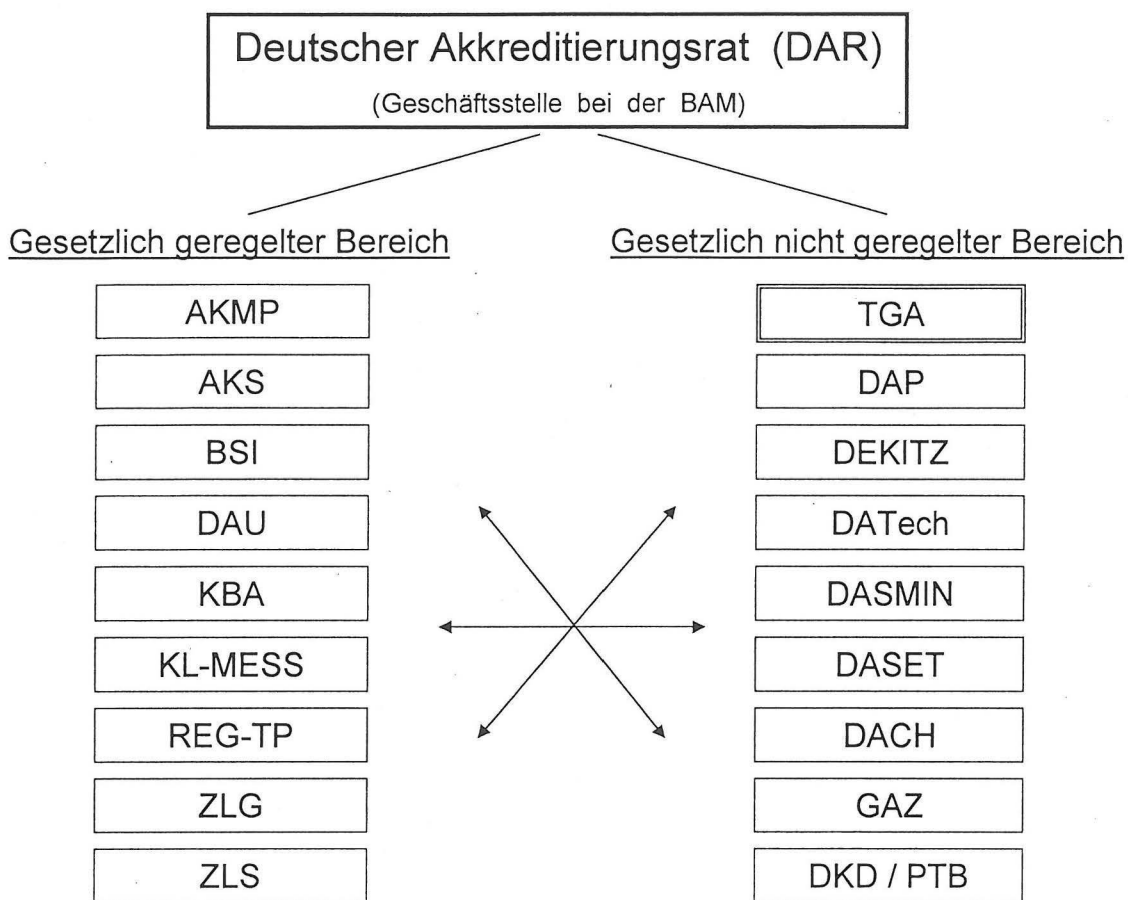 Deutscher Akkreditierungsrat (DAR)
(Geschäftsstelle bei der BAM)
Gesetzlich geregelter Bereich
AKMP
AKS
BSI
DAU
KBA
KL-MESS
REG-TP
ZLG
ZLS
Gesetzlich nicht geregelter Bereich
TGA
DAP
DEKITZ
DATech
DASMIN
DASET
DACH
GAZ
DKD / PTB